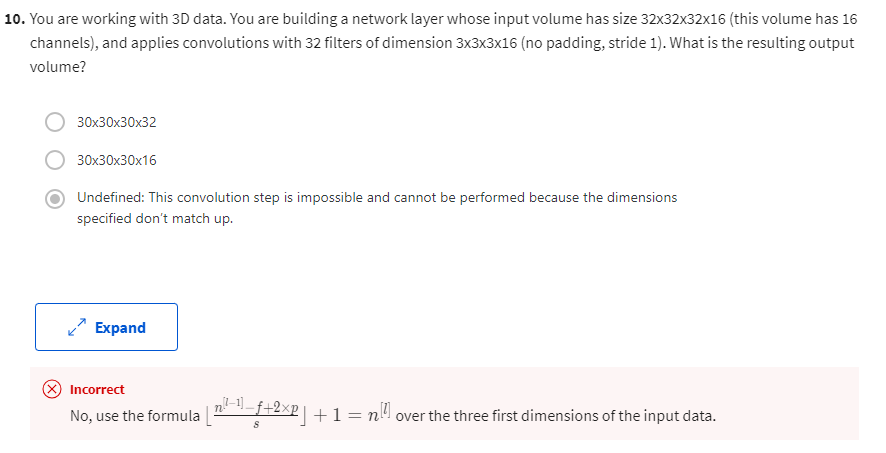 10. You are working with 3D data. You are building a network layer whose input volume has size 32x32x32x16 (this volume has 16
channels), and applies convolutions with 32 filters of dimension 3x3x3x16 (no padding, stride 1). What is the resulting output
volume?
30x30x30x32
30x30x30x16
Undefined: This convolution step is impossible and cannot be performed because the dimensions
specified don't match up.
Expand
Incorrect
No, use the formula ⌊(n^[l−1] − f + 2×p)/s⌋ + 1 = n^[l] over the three first dimensions of the input data.